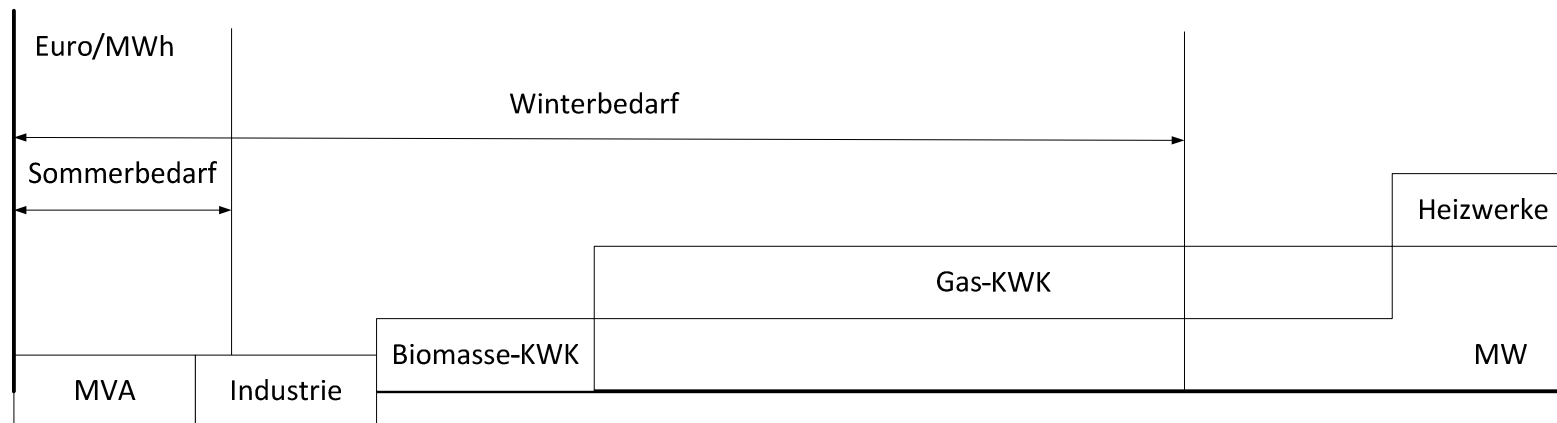 Euro/MWh
Winterbedarf
Sommerbedarf
Heizwerke
Gas-KWK
Biomasse-KWK
MW
MVA
Industrie